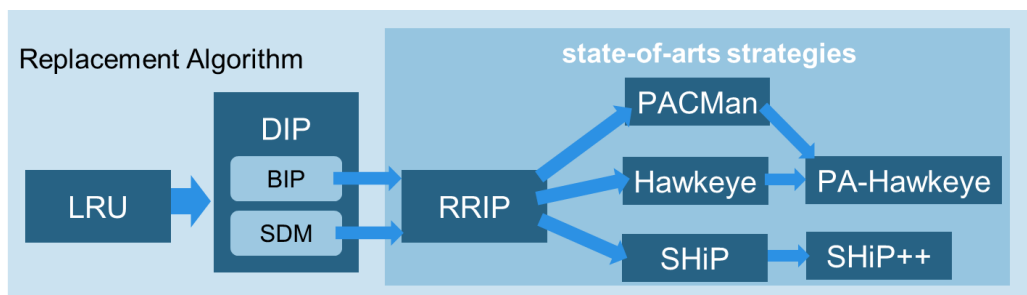 Replacement Algorithm
state-of-arts strategies
LRU
DIP
BIP
SDM
RRIP
PACMan
Hawkeye
PA-Hawkeye
SHiP
SHiP++